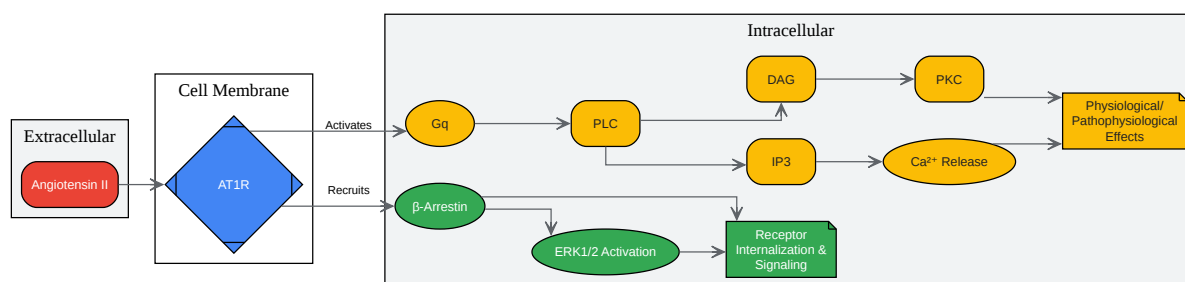 Intracellular
Cell Membrane
Extracellular
Angiotensin II
AT1R
Activates
Recruits
Gq
PLC
DAG
PKC
IP3
Ca²⁺ Release
Physiological/
Pathophysiological
Effects
β-Arrestin
ERK1/2 Activation
Receptor
Internalization &
Signaling